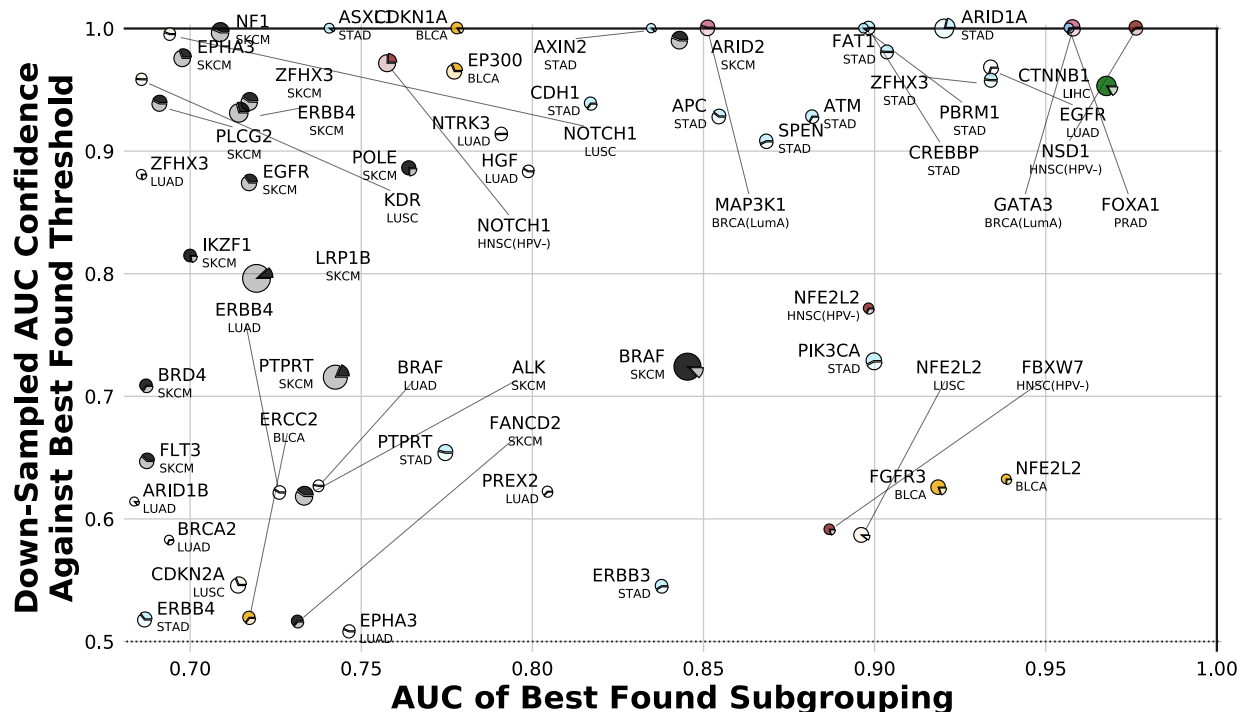 Down-Sampled AUC Confidence
Against Best Found Threshold
1.0
0.9
0.8
0.7
0.6
0.5
NF1
SKCM
ASXL1
STAD
CDKN1A
BLCA
ARID1A
STAD
EPHA3
SKCM
AXIN2
STAD
ARID2
SKCM
FAT1
STAD
EP300
BLCA
ZFHX3
SKCM
ZFHX3
STAD
CTNNB1
LIHC
CDH1
STAD
ERBB4
SKCM
APC
STAD
ATM
STAD
PBRM1
STAD
EGFR
LUAD
PLCG2
SKCM
NTRK3
LUAD
NOTCH1
LUSC
SPEN
STAD
CREBBP
STAD
NSD1
HNSC(HPV-)
ZFHX3
LUAD
EGFR
SKCM
POLE
SKCM
HGF
LUAD
KDR
LUSC
NOTCH1
HNSC(HPV-)
MAP3K1
BRCA(LumA)
GATA3
BRCA(LumA)
FOXA1
PRAD
IKZF1
SKCM
LRP1B
SKCM
ERBB4
LUAD
NFE2L2
HNSC(HPV-)
PTPRT
SKCM
BRAF
LUAD
ALK
SKCM
BRAF
SKCM
PIK3CA
STAD
NFE2L2
LUSC
FBXW7
HNSC(HPV-)
BRD4
SKCM
ERCC2
BLCA
FANCD2
SKCM
FLT3
SKCM
PTPRT
STAD
ARID1B
LUAD
PREX2
LUAD
FGFR3
BLCA
NFE2L2
BLCA
BRCA2
LUAD
CDKN2A
LUSC
ERBB3
STAD
ERBB4
STAD
EPHA3
LUAD
0.70
0.75
0.80
0.85
0.90
0.95
1.00
AUC of Best Found Subgrouping